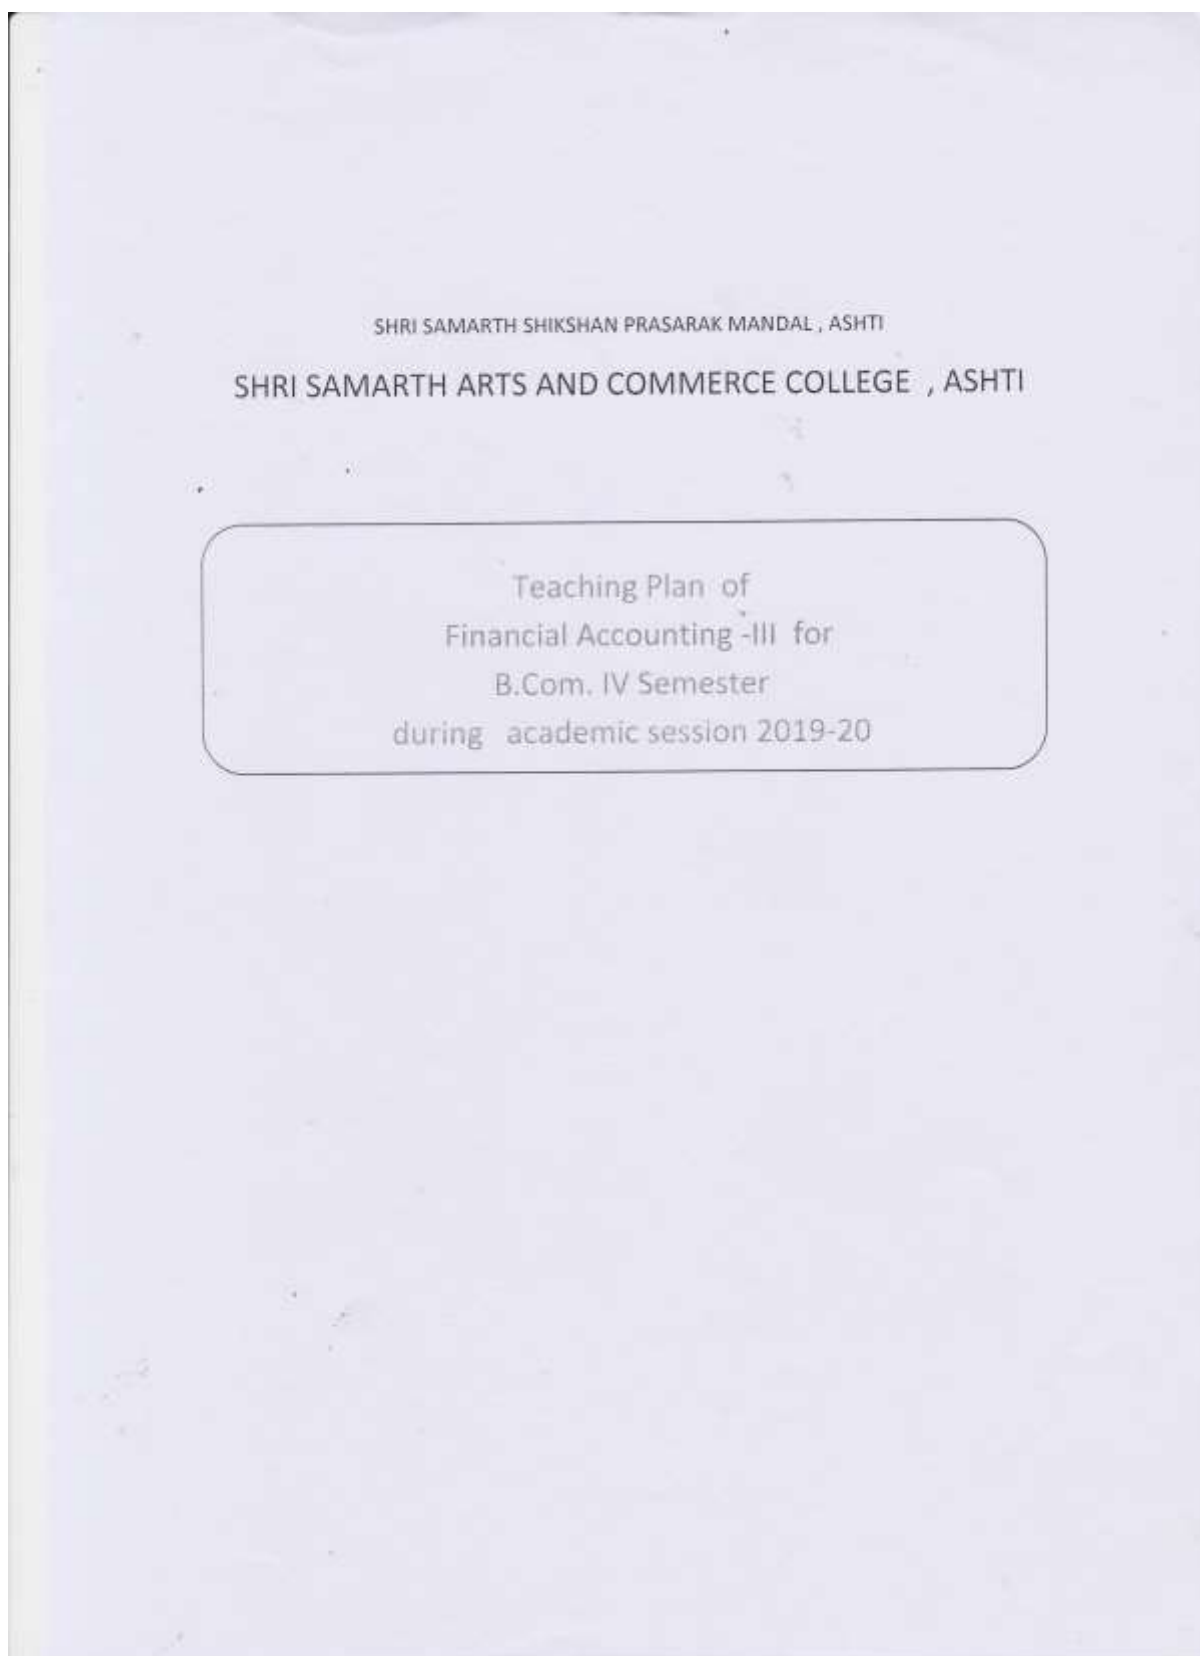 SHRI SAMARTH SHIKSHAN PRASARAK MANDAL , ASHTI
SHRI SAMARTH ARTS AND COMMERCE COLLEGE , ASHTI
Teaching Plan of
Financial Accounting -III for
B.Com. IV Semester
during academic session 2019-20